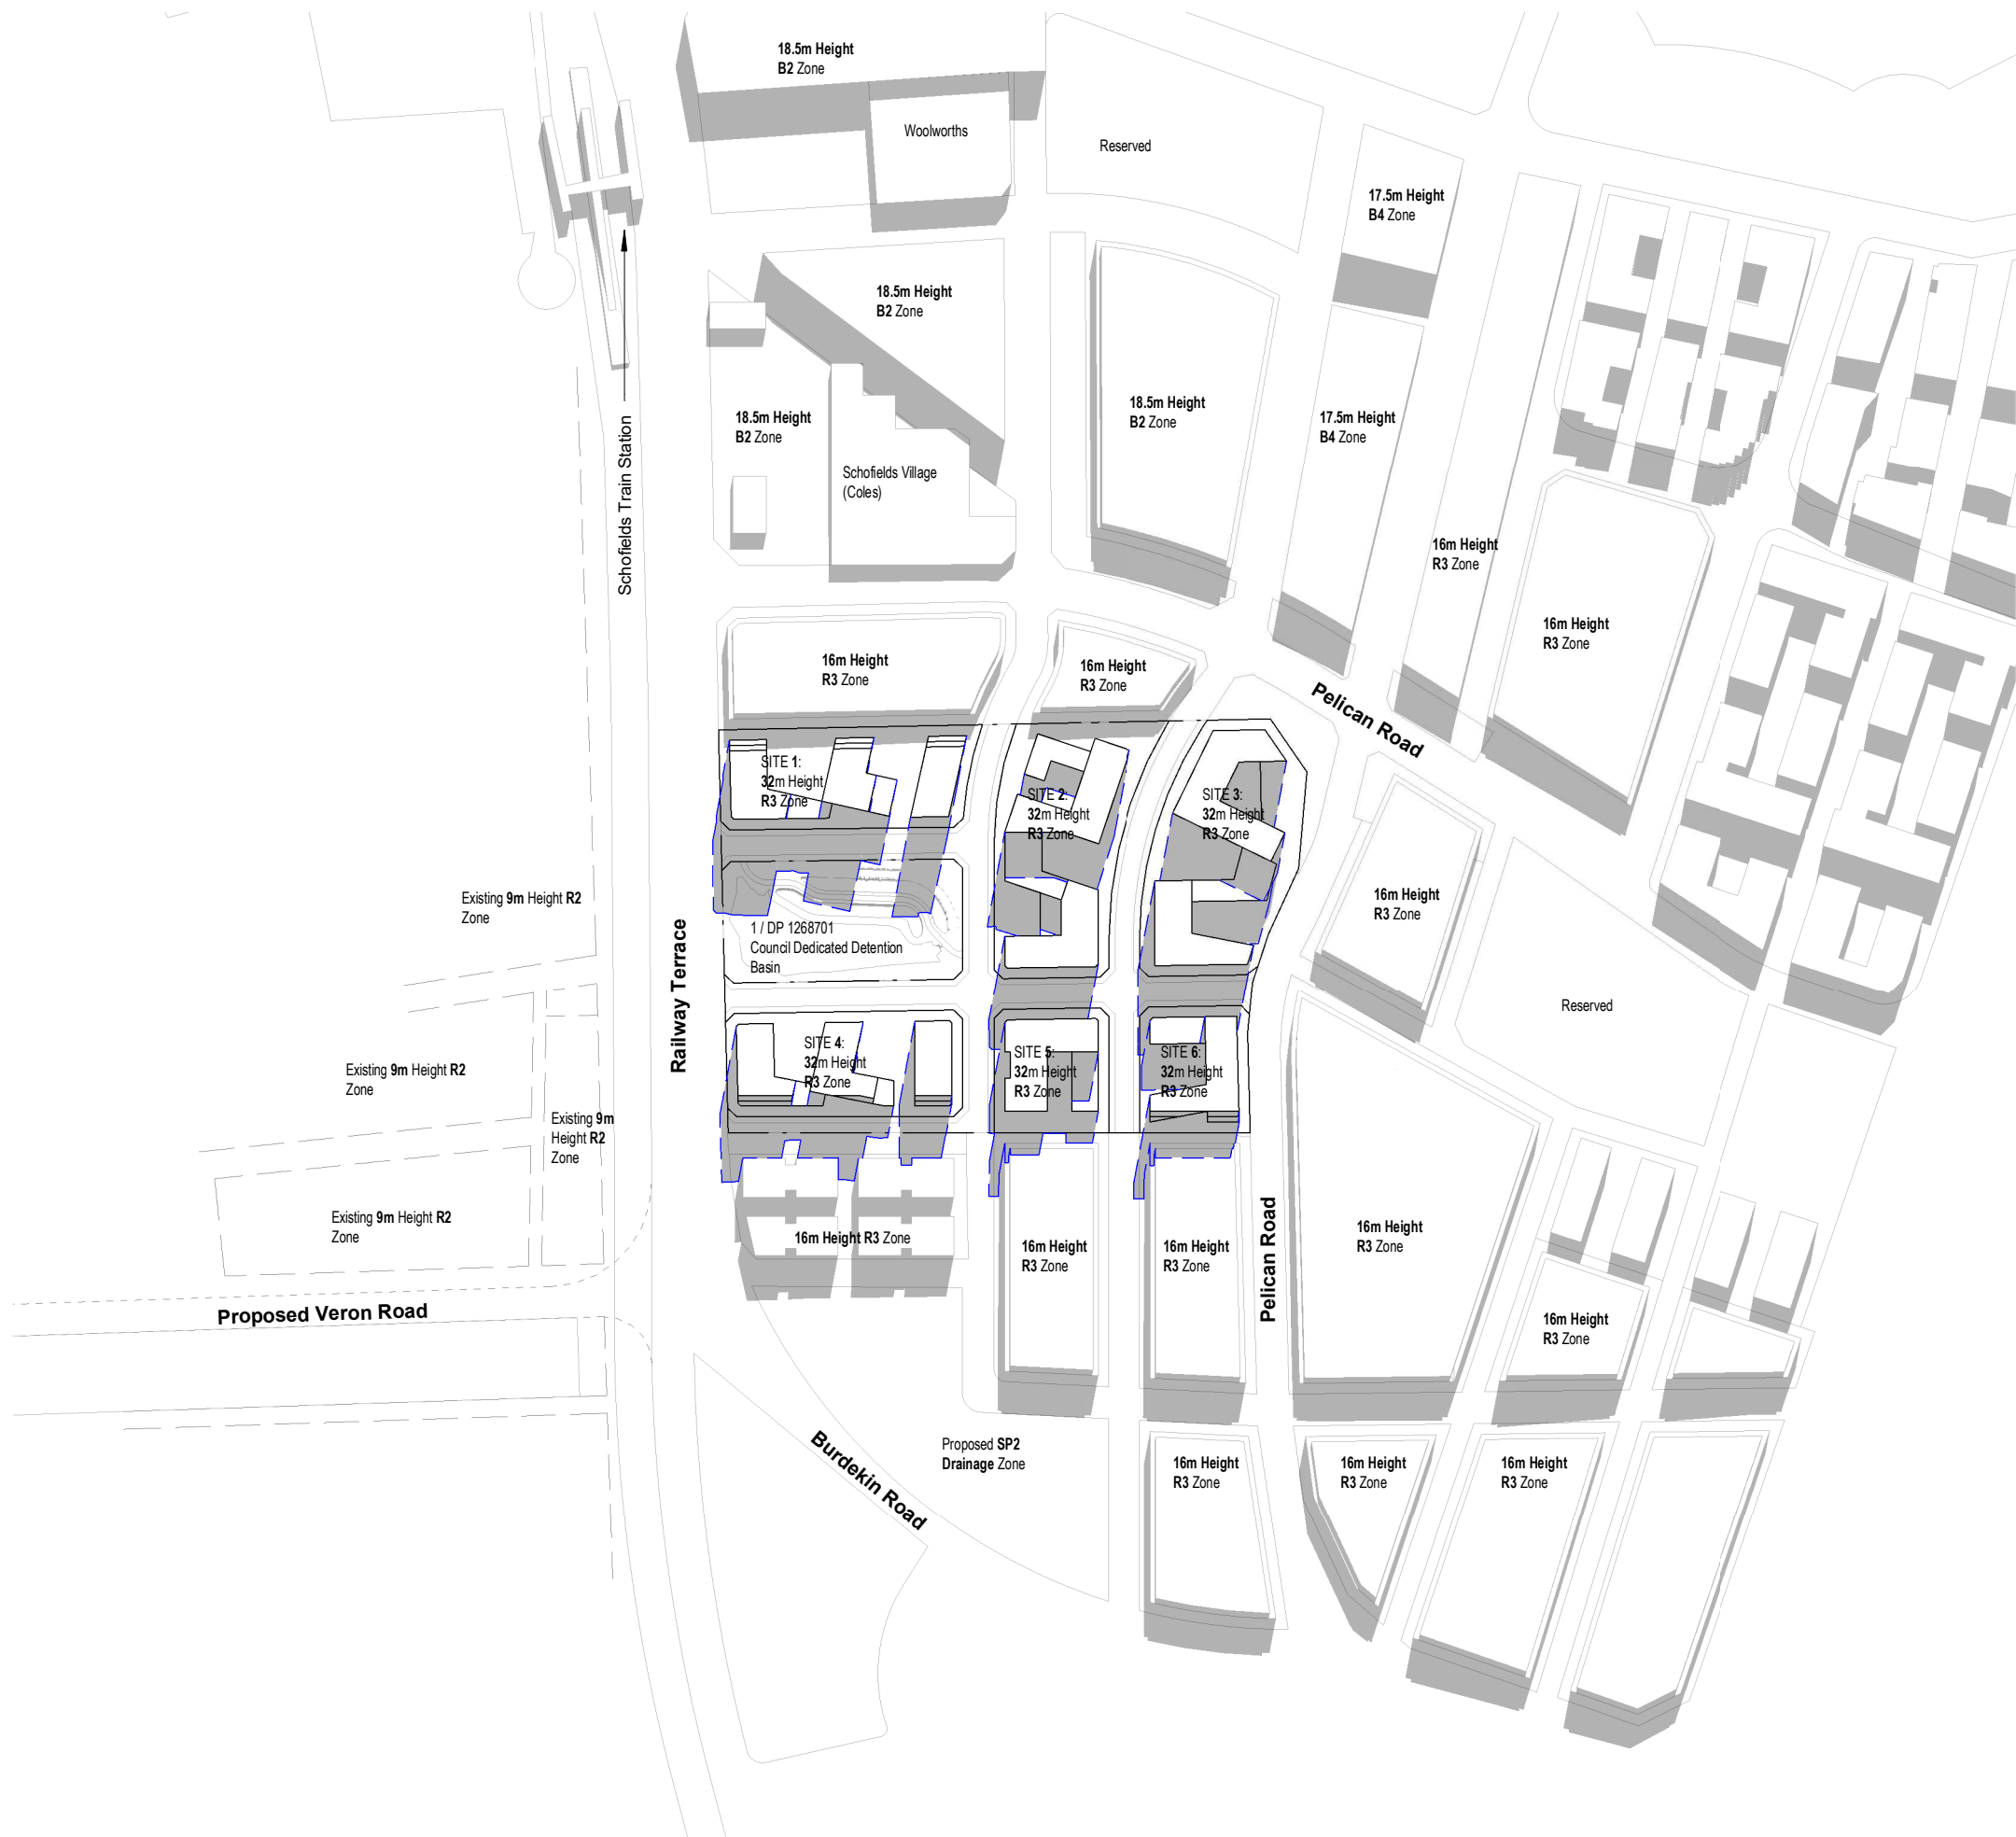 18.5m Height
B2 Zone
Woolworths
Reserved
17.5m Height
B4 Zone
18.5m Height
B2 Zone
18.5m Height
B2 Zone
18.5m Height
B2 Zone
17.5m Height
B4 Zone
Schofields Village
(Coles)
Schofields Train Station
16m Height
R3 Zone
16m Height
R3 Zone
16m Height
R3 Zone
16m Height
R3 Zone
Pelican Road
SITE 1:
32m Height
R3 Zone
SITE 2:
32m Height
R3 Zone
SITE 3:
32m Height
R3 Zone
Existing 9m Height R2
Zone
16m Height
R3 Zone
1 / DP 1268701
Council Dedicated Detention
Basin
Railway Terrace
Reserved
SITE 4:
32m Height
R3 Zone
SITE 5:
32m Height
R3 Zone
SITE 6:
32m Height
R3 Zone
Existing 9m Height R2
Zone
Existing 9m
Height R2
Zone
Existing 9m Height R2
Zone
16m Height R3 Zone
16m Height
R3 Zone
16m Height
R3 Zone
Pelican Road
16m Height
R3 Zone
Proposed Veron Road
16m Height
R3 Zone
Burdekin Road
Proposed SP2
Drainage Zone
16m Height
R3 Zone
16m Height
R3 Zone
16m Height
R3 Zone